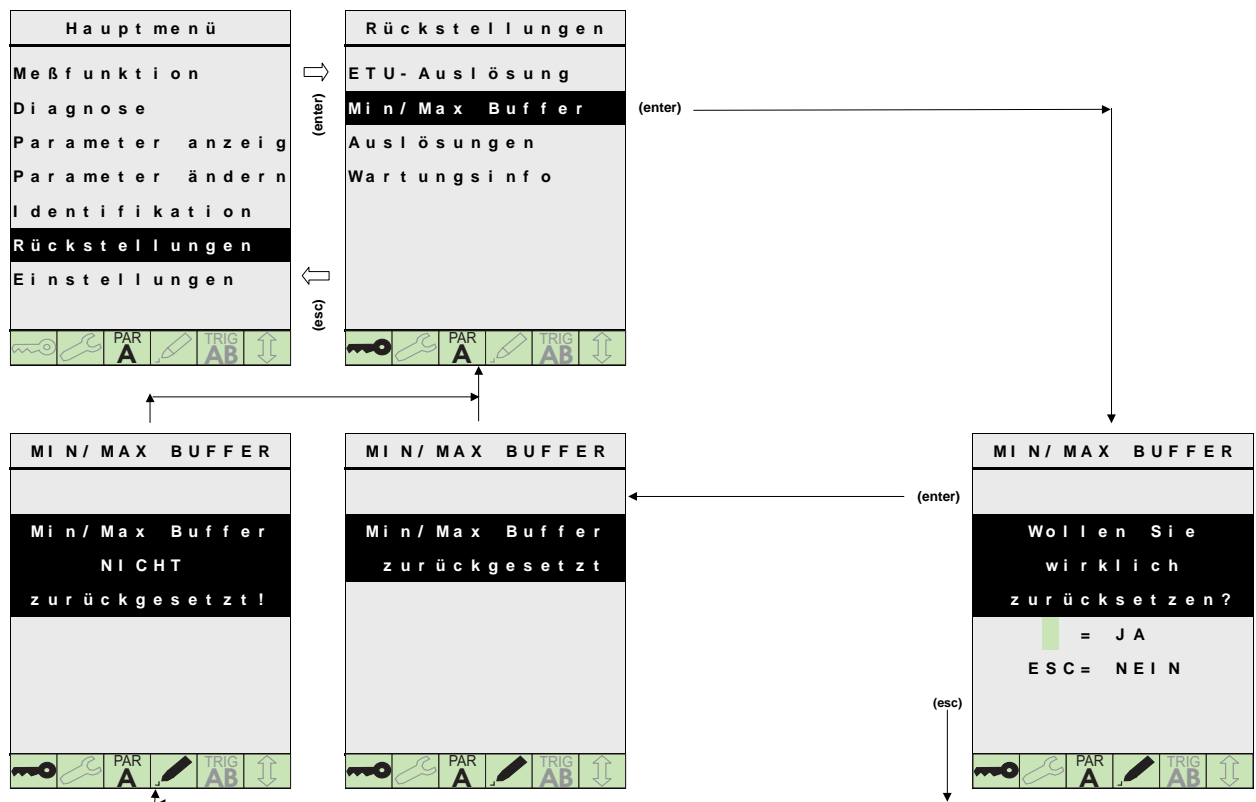 Hauptmenü
Meßfunktion
Diagnose
Parameter anzeig
Parameter ändern
Identifikation
Rückstellungen
Einstellungen
PAR
A
TRIG
AB
(enter)
(esc)
Rückstellungen
ETU-Auslösung
Min/Max Buffer
Auslösungen
Wartungsinfo
PAR
A
TRIG
AB
(enter)
MIN/MAX BUFFER
Min/Max Buffer
NICHT
zurückgesetzt!
PAR
A
TRIG
AB
MIN/MAX BUFFER
Min/Max Buffer
zurückgesetzt
PAR
A
TRIG
AB
(enter)
(esc)
MIN/MAX BUFFER
Wollen Sie
wirklich
zurücksetzen?
= JA
ESC= NEIN
PAR
A
TRIG
AB